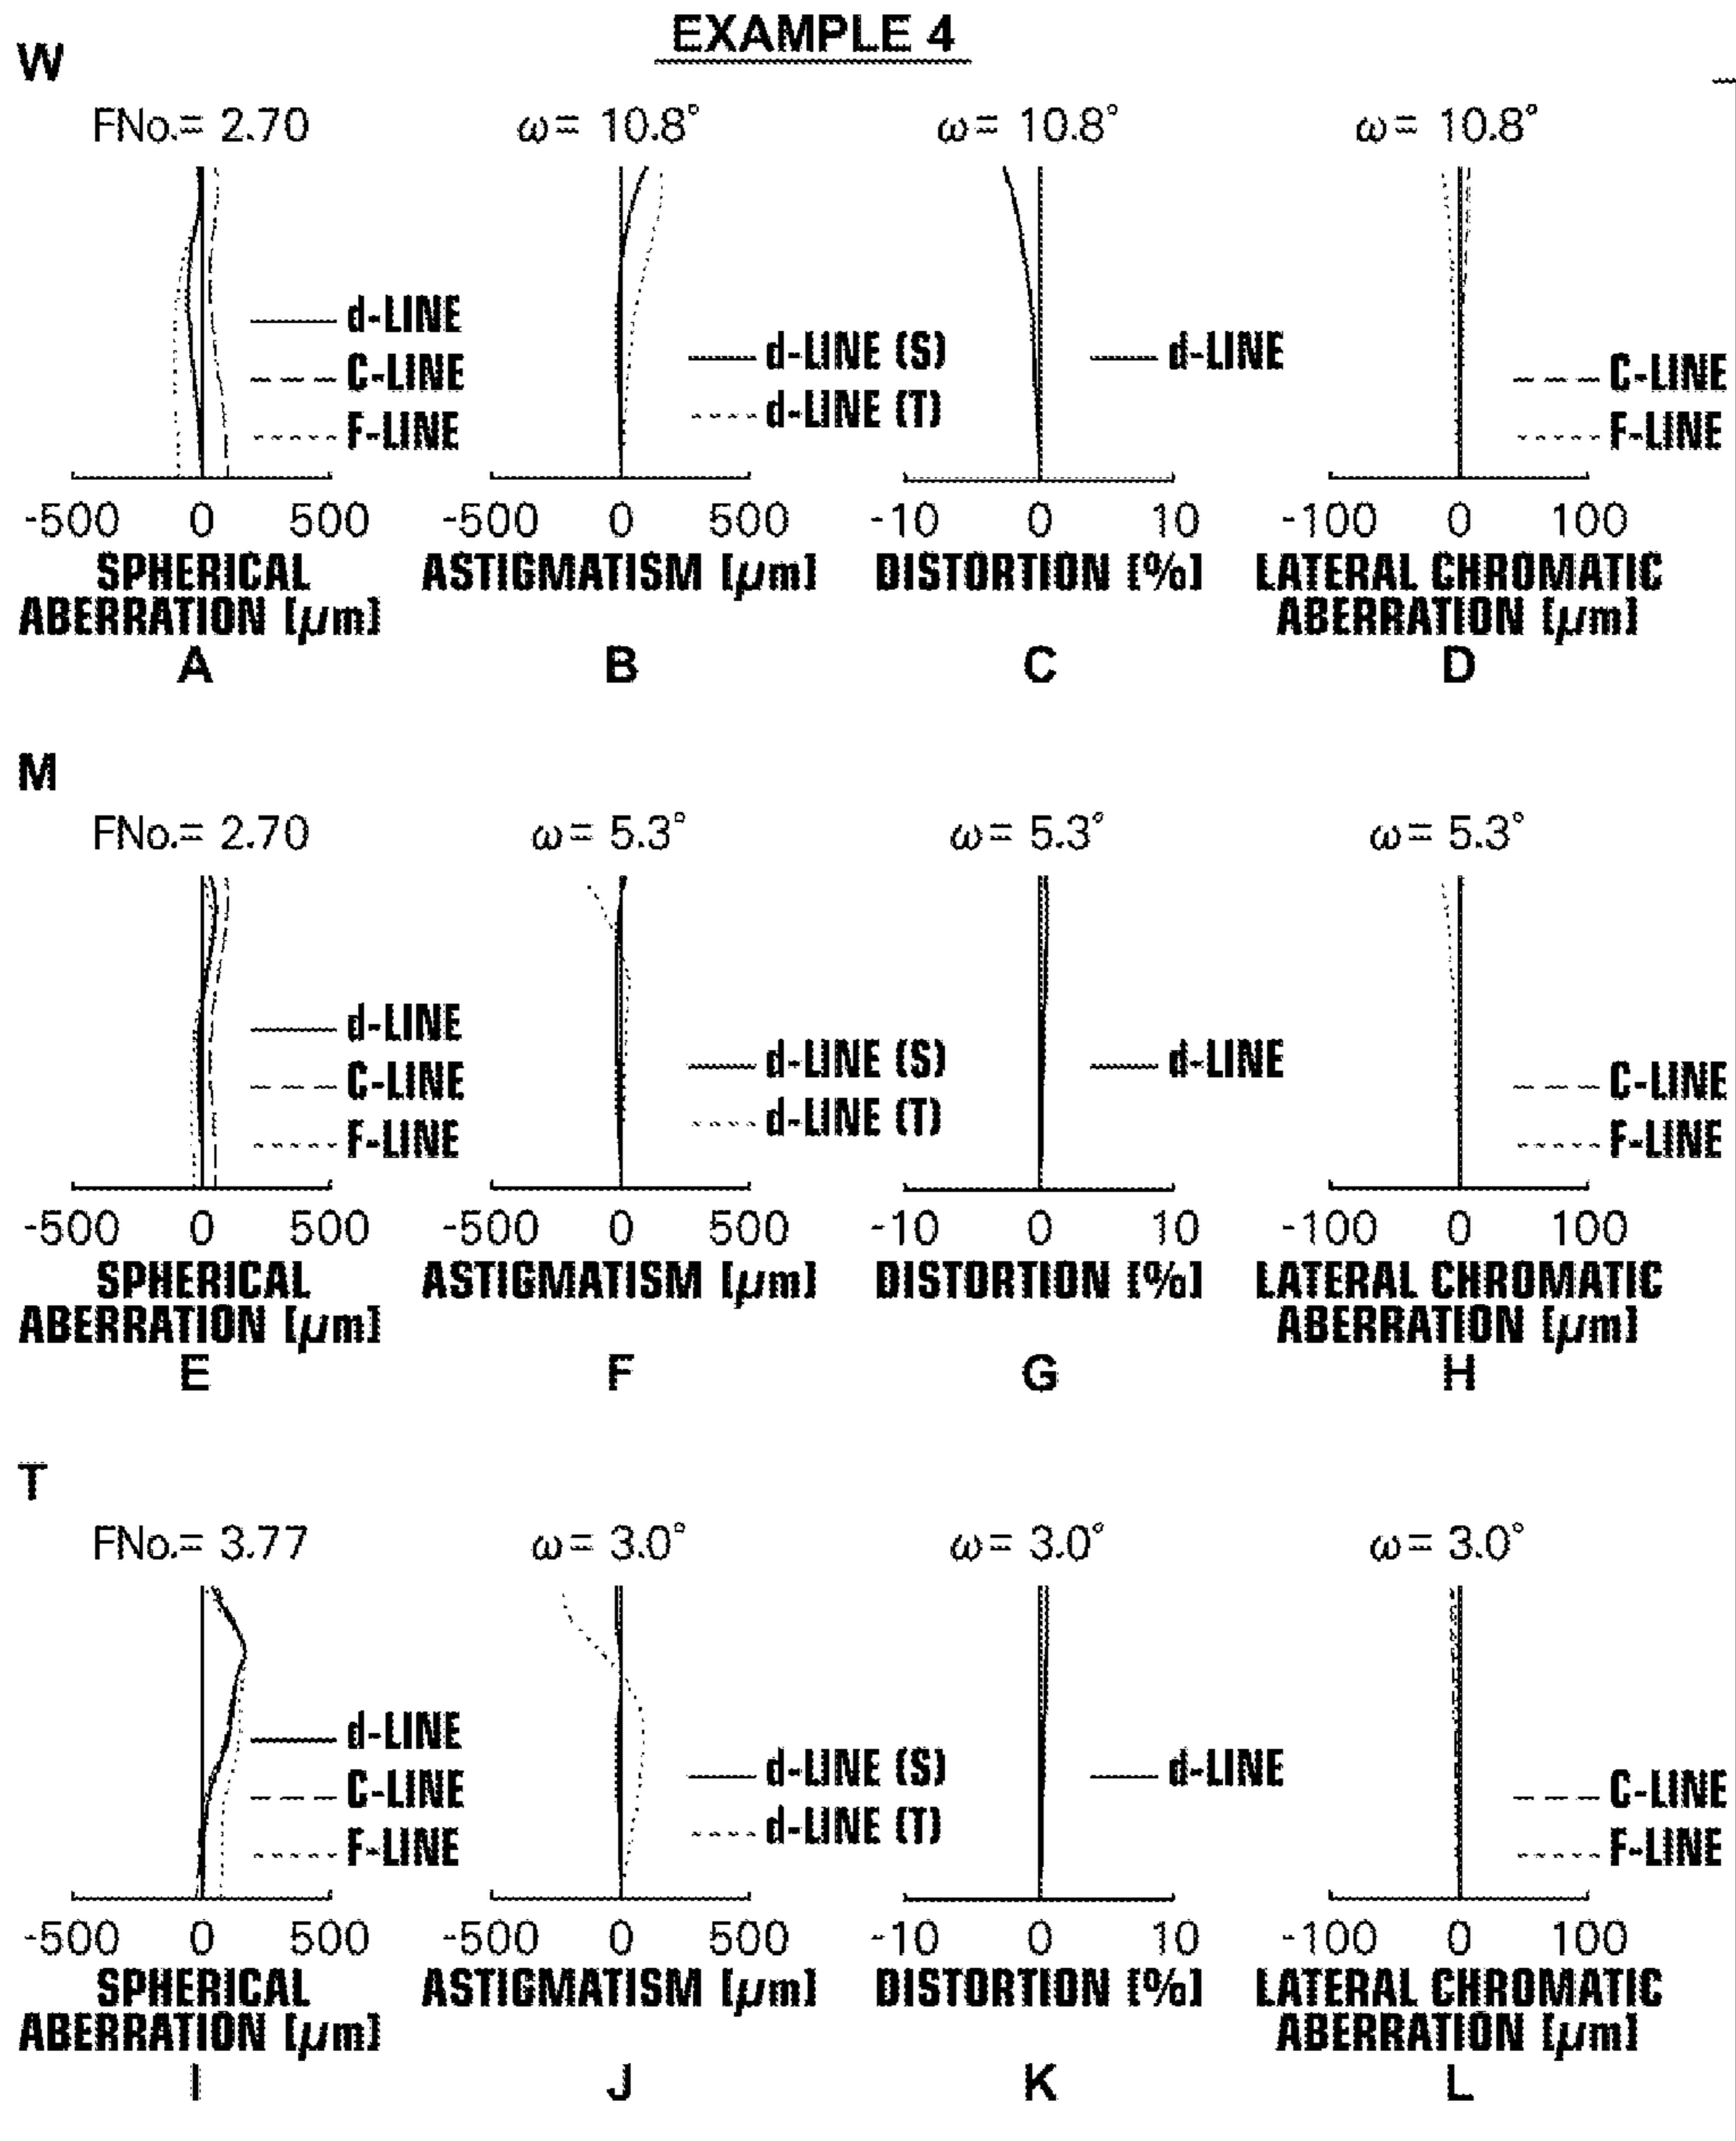 EXAMPLE 4
W
FNo.= 2.70
ω= 10.8°
ω= 10.8°
ω= 10.8°
d-LINE
C-LINE
F-LINE
d-LINE (S)
d-LINE (T)
d-LINE
C-LINE
F-LINE
-500 0 500
-500 0 500
-10 0 10
-100 0 100
SPHERICAL
ABERRATION [μm]
ASTIGMATISM [μm]
DISTORTION [%]
LATERAL CHROMATIC
ABERRATION [μm]
A
B
C
D
M
FNo.= 2.70
ω= 5.3°
ω= 5.3°
ω= 5.3°
d-LINE
C-LINE
F-LINE
d-LINE (S)
d-LINE (T)
d-LINE
C-LINE
F-LINE
-500 0 500
-500 0 500
-10 0 10
-100 0 100
SPHERICAL
ABERRATION [μm]
ASTIGMATISM [μm]
DISTORTION [%]
LATERAL CHROMATIC
ABERRATION [μm]
E
F
G
H
T
FNo.= 3.77
ω= 3.0°
ω= 3.0°
ω= 3.0°
d-LINE
C-LINE
F-LINE
d-LINE (S)
d-LINE (T)
d-LINE
C-LINE
F-LINE
-500 0 500
-500 0 500
-10 0 10
-100 0 100
SPHERICAL
ABERRATION [μm]
ASTIGMATISM [μm]
DISTORTION [%]
LATERAL CHROMATIC
ABERRATION [μm]
I
J
K
L